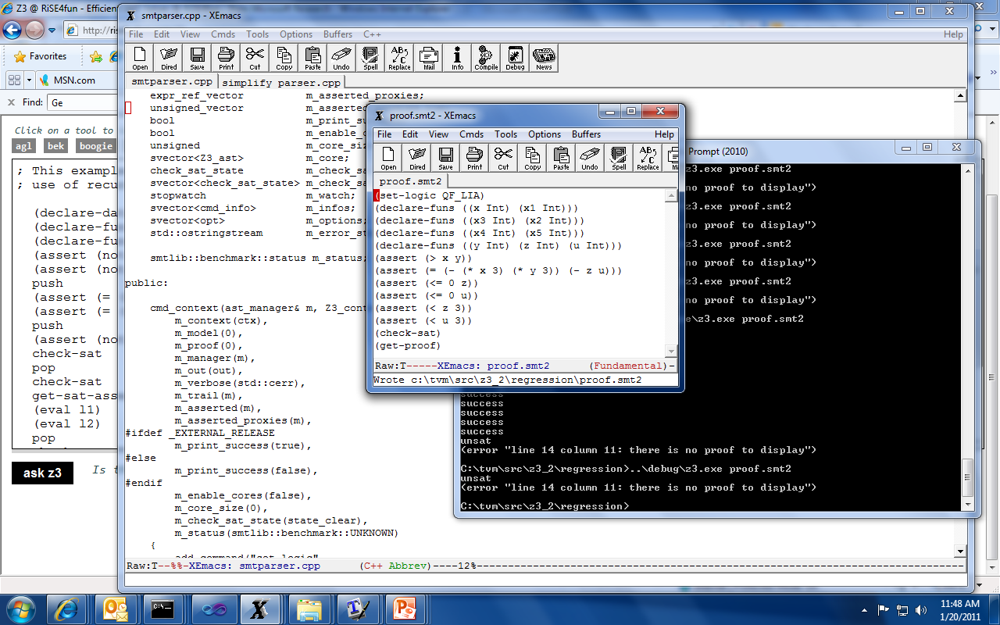 Z3 @ RiSE4fun - Efficien
http://ris
Favorites
MSN.com
Find: Ge
Click on a tool to
agl bek boogie
; This exampl
; use of recu
(declare-da
(declare-fu
(declare-fu
(assert (no
(assert (no
push
(assert (=
(assert (=
push
(assert (no
check-sat
pop
check-sat
get-sat-ass
(eval l1)
(eval l2)
pop
ask z3
Is t
smtparser.cpp - XEmacs
File Edit View Cmds Tools Options Buffers C++ Help
Open Dired Save Print Cut Copy Paste Undo Spell Replace Mail Info Compile Debug News
smtparser.cpp simplify_parser.cpp
expr_ref_vector m_asserted_proxies;
unsigned_vector m_asserted
bool m_print_su
bool m_enable_c
unsigned m_core_siz
svector<Z3_ast> m_core;
check_sat_state m_check_sa
svector<check_sat_state> m_check_sa
stopwatch m_watch;
svector<cmd_info> m_infos;
svector<opt> m_options;
std::ostringstream m_error_st
smtlib::benchmark::status m_status;
public:
cmd_context(ast_manager& m, Z3_cont
m_context(ctx),
m_model(0),
m_proof(0),
m_manager(m),
m_out(out),
m_verbose(std::cerr),
m_trail(m),
m_asserted(m),
m_asserted_proxies(m),
#ifdef _EXTERNAL_RELEASE
m_print_success(true),
#else
m_print_success(false),
#endif
m_enable_cores(false),
m_core_size(0),
m_check_sat_state(state_clear),
m_status(smtlib::benchmark::UNKNOWN)
{
add_command("set-logic",
Raw:T--%%-XEmacs: smtparser.cpp (C++ Abbrev)----12%----
proof.smt2 - XEmacs
File Edit View Cmds Tools Options Buffers Help
Open Dired Save Print Cut Copy Paste Undo Spell Replace Ma
proof.smt2
(set-logic QF_LIA)
(declare-funs ((x Int) (x1 Int)))
(declare-funs ((x3 Int) (x2 Int)))
(declare-funs ((x4 Int) (x5 Int)))
(declare-funs ((y Int) (z Int) (u Int)))
(assert (> x y))
(assert (= (- (* x 3) (* y 3)) (- z u)))
(assert (<= 0 z))
(assert (<= 0 u))
(assert (< z 3))
(assert (< u 3))
(check-sat)
(get-proof)
Raw:T-----XEmacs: proof.smt2 (Fundamental)-
Wrote c:\tvm\src\z3_2\regression\proof.smt2
Prompt (2010)
z3.exe proof.smt2
no proof to display")
z3.exe proof.smt2
no proof to display")
z3.exe proof.smt2
no proof to display")
z3.exe proof.smt2
no proof to display")
e\z3.exe proof.smt2
success
success
success
success
unsat
(error "line 14 column 11: there is no proof to display")
C:\tvm\src\z3_2\regression>..\debug\z3.exe proof.smt2
unsat
(error "line 14 column 11: there is no proof to display")
C:\tvm\src\z3_2\regression>
11:48 AM
1/20/2011